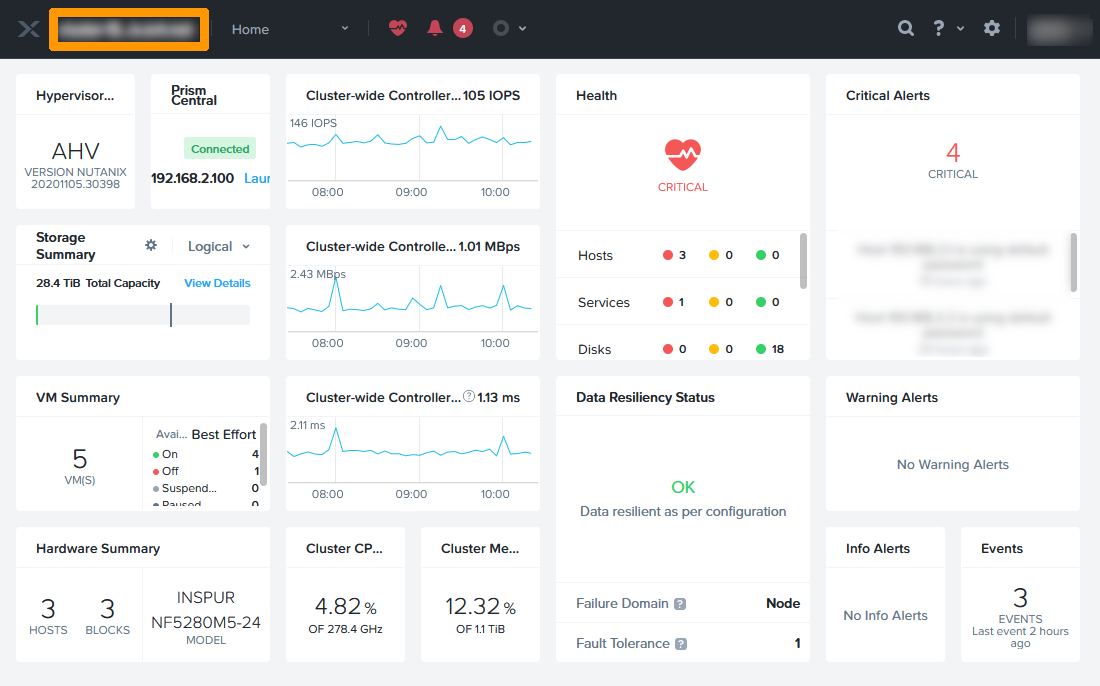 Home
4
?
Hypervisor...
AHV
VERSION NUTANIX
20201105.30398
Prism
Central
Connected
192.168.2.100 Laur
Cluster-wide Controller... 105 IOPS
146 IOPS
08:00 09:00 10:00
Health
CRITICAL
Hosts 3 0 0
Services 1 0 0
Disks 0 0 18
Critical Alerts
4
CRITICAL
Storage
Summary
Logical
28.4 TiB Total Capacity View Details
Cluster-wide Controlle... 1.01 MBps
2.43 MBps
08:00 09:00 10:00
VM Summary
5
VM(S)
Avai... Best Effort
On 4
Off 1
Suspend... 0
Paused 0
Cluster-wide Controller... ? 1.13 ms
2.11 ms
08:00 09:00 10:00
Data Resiliency Status
OK
Data resilient as per configuration
Failure Domain ? Node
Fault Tolerance ? 1
Warning Alerts
No Warning Alerts
Hardware Summary
3
HOSTS
3
BLOCKS
INSPUR
NF5280M5-24
MODEL
Cluster CP...
4.82 %
OF 278.4 GHz
Cluster Me...
12.32 %
OF 1.1 TiB
Info Alerts
No Info Alerts
Events
3
EVENTS
Last event 2 hours
ago